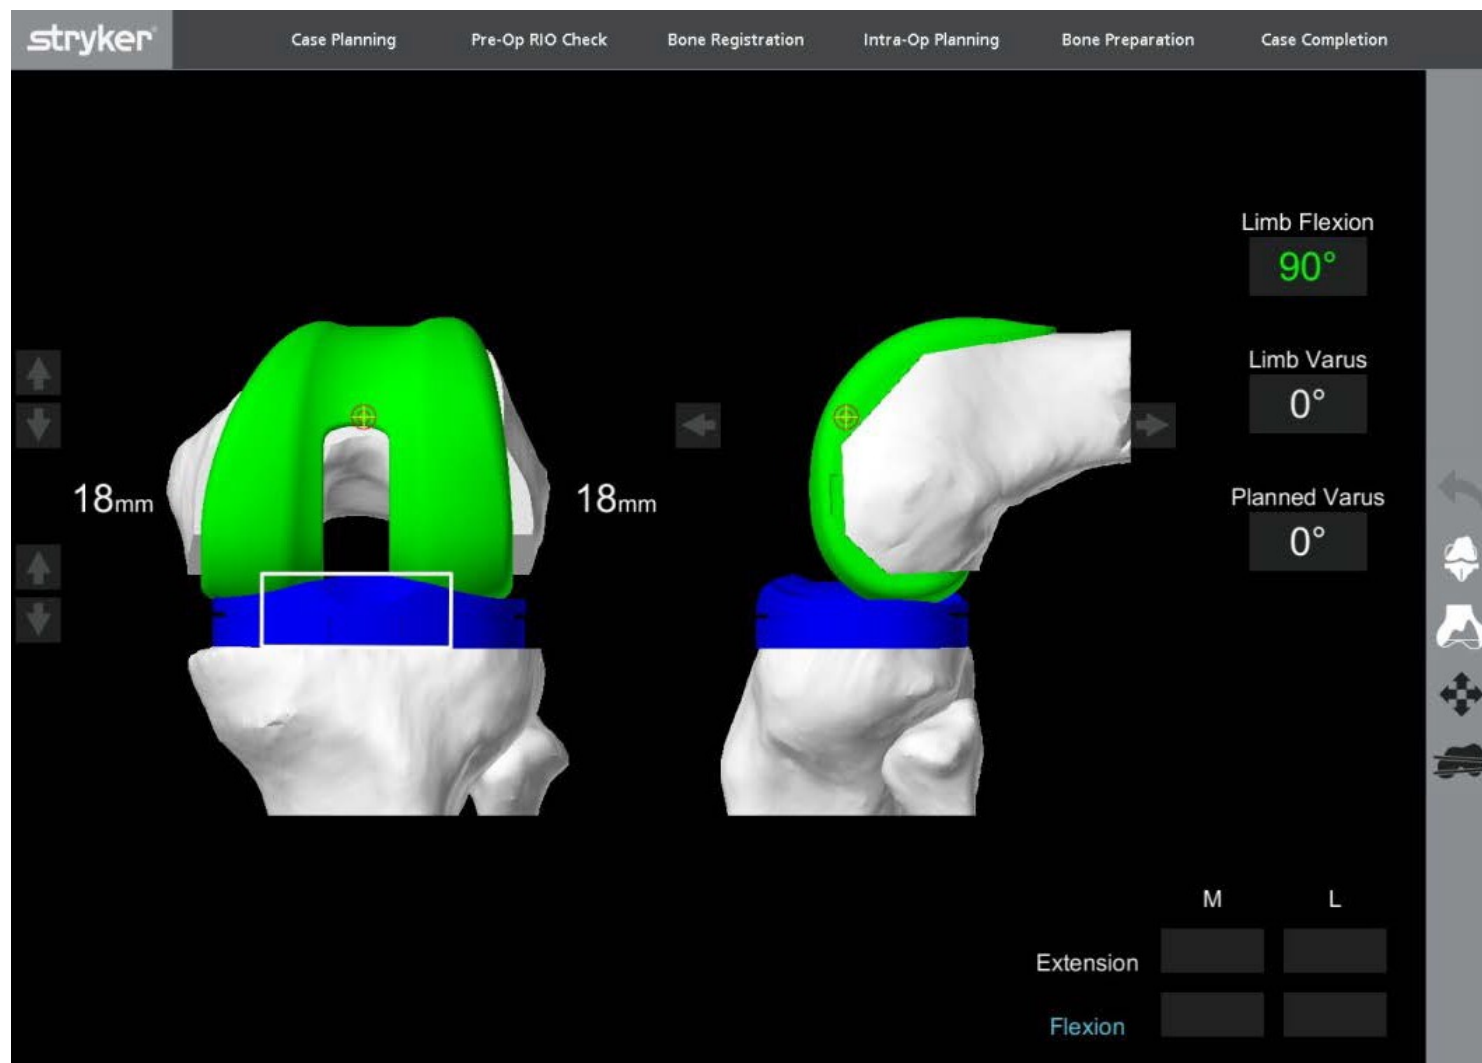 stryker
Case Planning
Pre-Op RIO Check
Bone Registration
Intra-Op Planning
Bone Preparation
Case Completion
Limb Flexion
90°
Limb Varus
0°
18mm
18mm
Planned Varus
0°
M L
Extension
Flexion